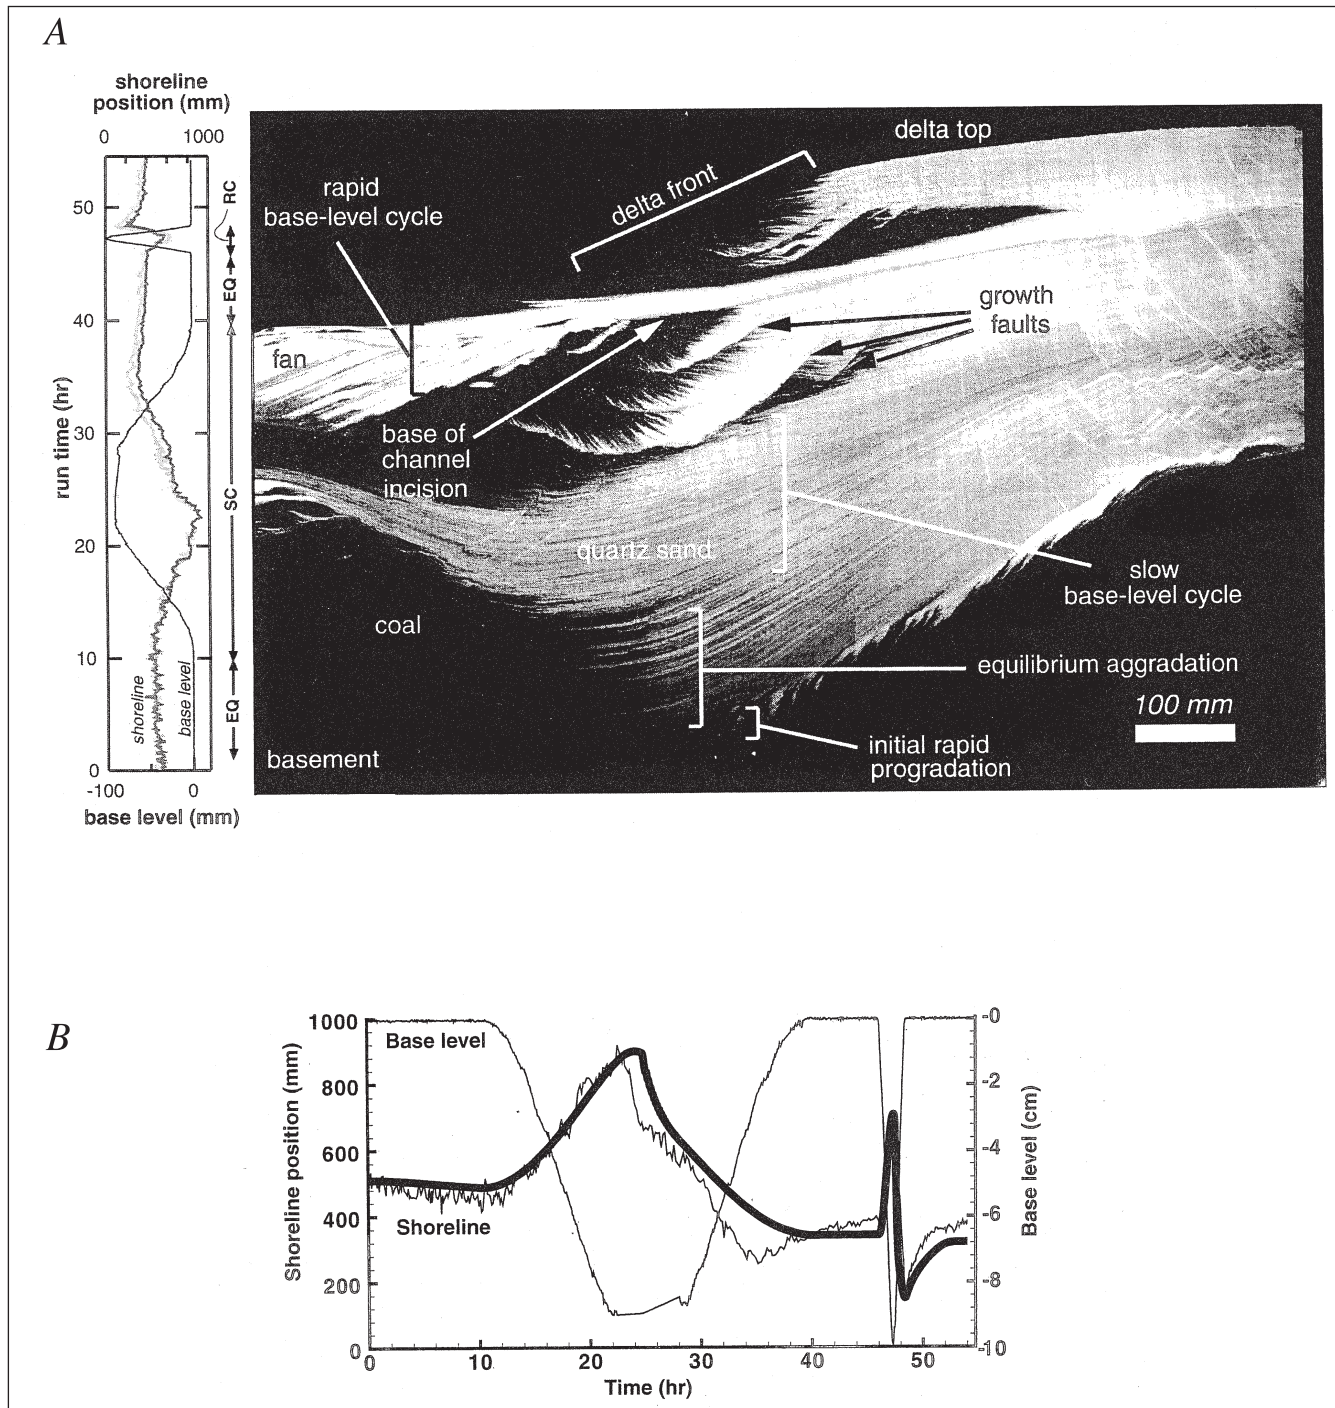 A
shoreline
position (mm)
0 1000
50
40
30
20
10
0
run time (hr)
shoreline
base level
-100 0
base level (mm)
RC
EQ
SC
EQ
delta top
rapid
base-level cycle
delta front
growth
faults
fan
base of
channel
incision
quartz sand
slow
base-level cycle
coal
equilibrium aggradation
100 mm
initial rapid
progradation
basement
B
1000
800
600
400
200
0
Shoreline position (mm)
Base level
Shoreline
-0
-2
-4
-6
-8
-10
Base level (cm)
0 10 20 30 40 50
Time (hr)